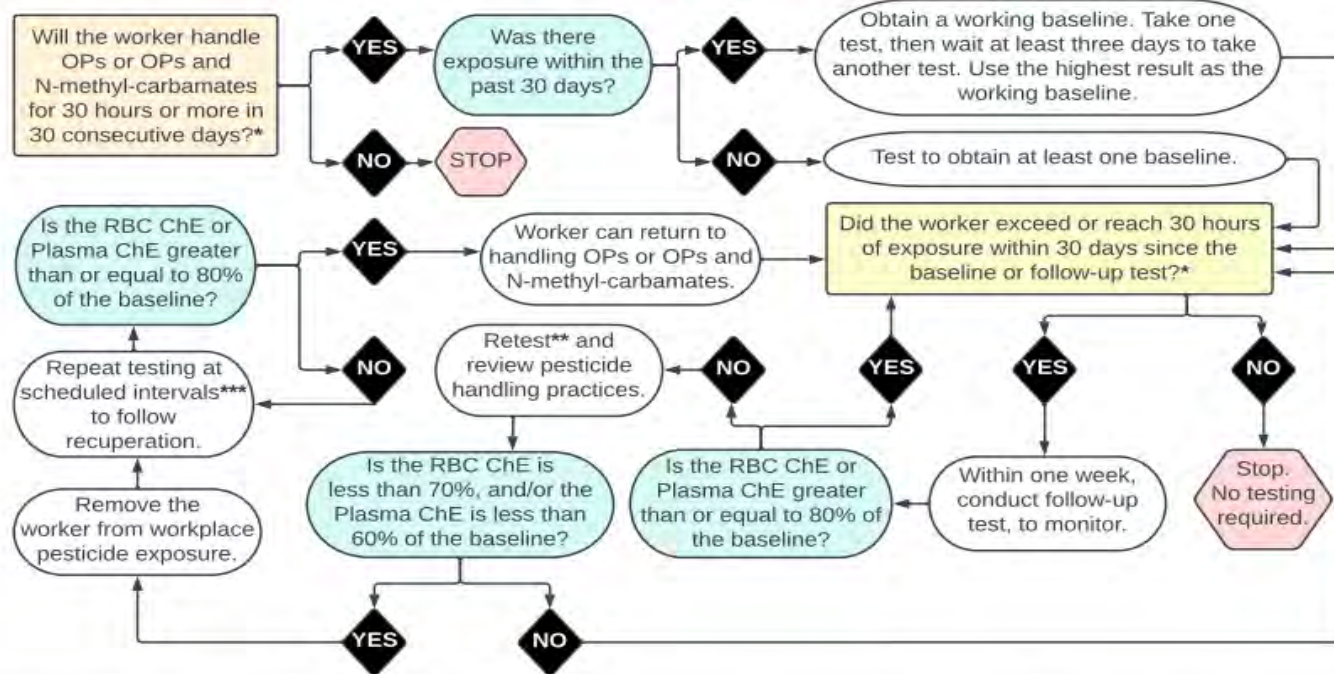 Will the worker handle
OPs or OPs and
N-methyl-carbamates
for 30 hours or more in
30 consecutive days?*
YES
Was there
exposure within the
past 30 days?
YES
Obtain a working baseline. Take one
test, then wait at least three days to take
another test. Use the highest result as the
working baseline.
NO
STOP
NO
Test to obtain at least one baseline.
Is the RBC ChE or
Plasma ChE greater
than or equal to 80%
of the baseline?
YES
Worker can return to
handling OPs or OPs and
N-methyl-carbamates.
Did the worker exceed or reach 30 hours
of exposure within 30 days since the
baseline or follow-up test?*
NO
Repeat testing at
scheduled intervals***
to follow
recuperation.
Retest** and
review pesticide
handling practices.
NO
YES
YES
NO
Remove the
worker from workplace
pesticide exposure.
Is the RBC ChE is
less than 70%, and/or the
Plasma ChE is less than
60% of the baseline?
Is the RBC ChE or
Plasma ChE greater
than or equal to 80% of
the baseline?
Within one week,
conduct follow-up
test, to monitor.
Stop.
No testing
required.
YES
NO